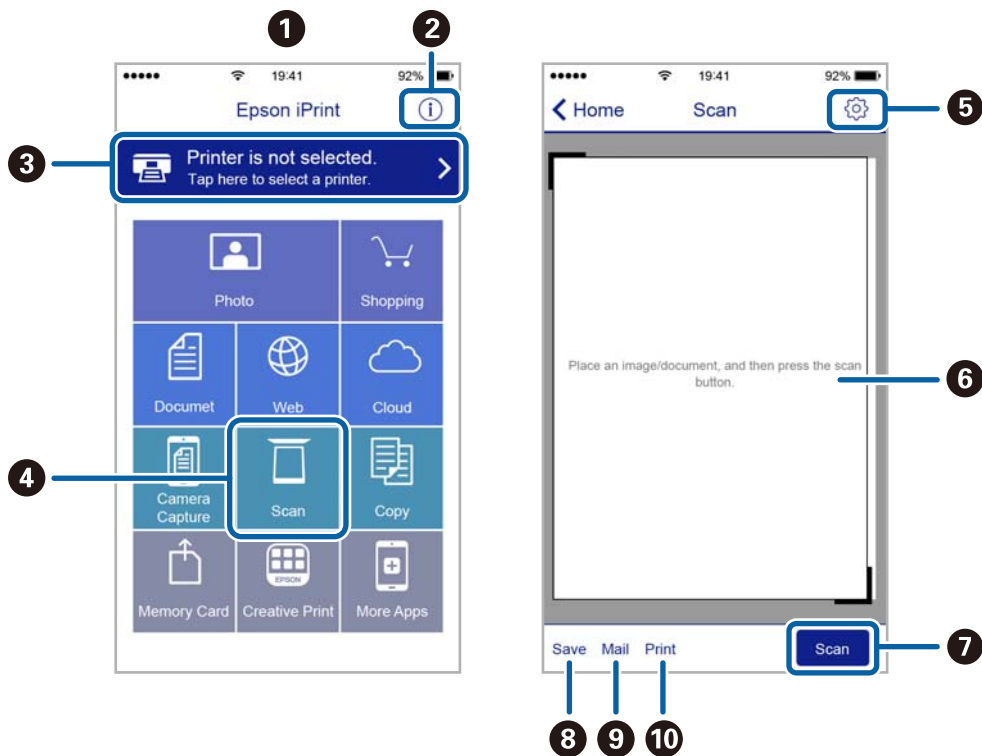 1
2
19:41
92%
Epson iPrint
i
3
Printer is not selected.
Tap here to select a printer.
Photo
Shopping
Documet
Web
Cloud
4
Camera
Capture
Scan
Copy
EPSON
Memory Card
Creative Print
More Apps
19:41
92%
Home
Scan
5
Place an image/document, and then press the scan
button.
6
Save
Mail
Print
Scan
7
8
9
10